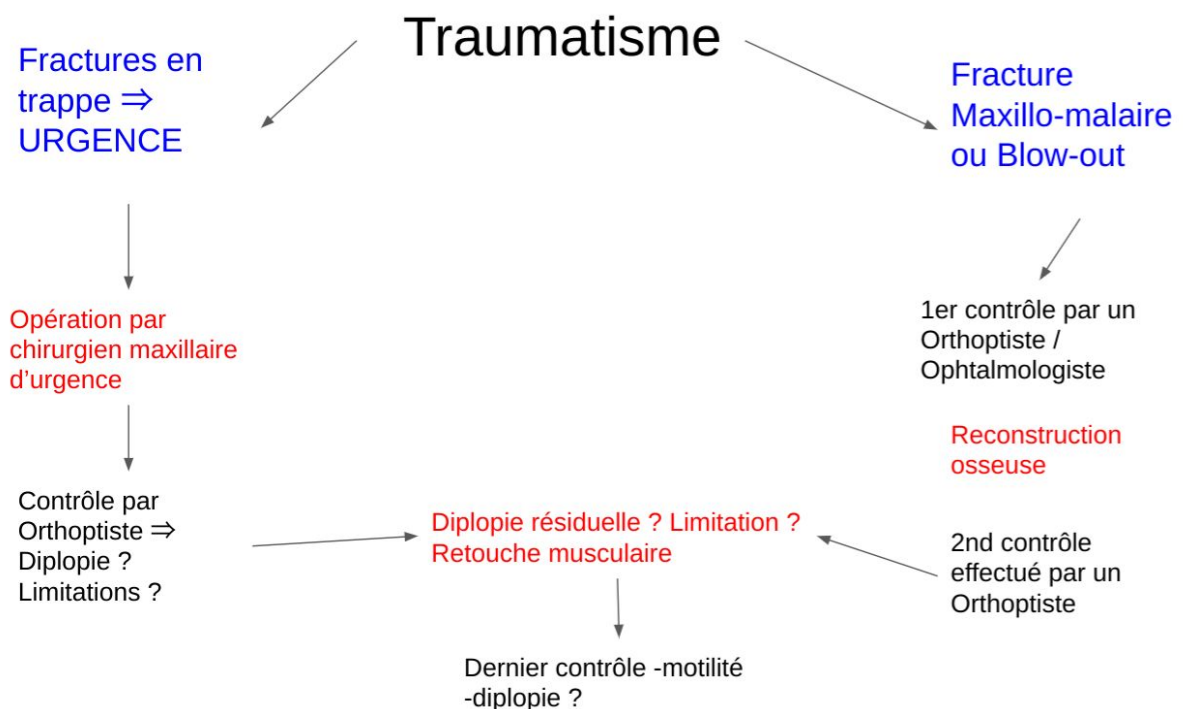 Traumatisme
Fractures en
trappe ⇒
URGENCE
Opération par
chirurgien maxillaire
d’urgence
Contrôle par
Orthoptiste ⇒
Diplopie ?
Limitations ?
Fracture
Maxillo-malaire
ou Blow-out
1er contrôle par un
Orthoptiste /
Ophtalmologiste
Reconstruction
osseuse
2nd contrôle
effectué par un
Orthoptiste
Diplopie résiduelle ? Limitation ?
Retouche musculaire
Dernier contrôle -motilité
-diplopie ?